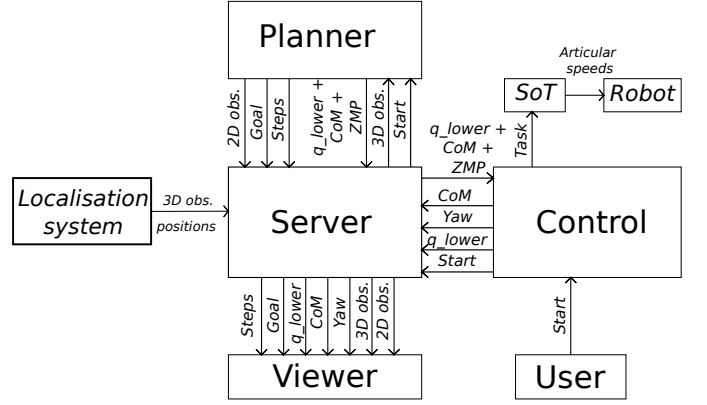 Planner
Articular
speeds
SoT
Robot
2D obs.
Goal
Steps
q_lower +
CoM +
ZMP
3D obs.
Start
q_lower +
CoM +
ZMP
Task
Localisation
system
3D obs.
positions
Server
CoM
Yaw
q_lower
Start
Control
Steps
Goal
q_lower
CoM
Yaw
3D obs.
2D obs.
Start
Viewer
User